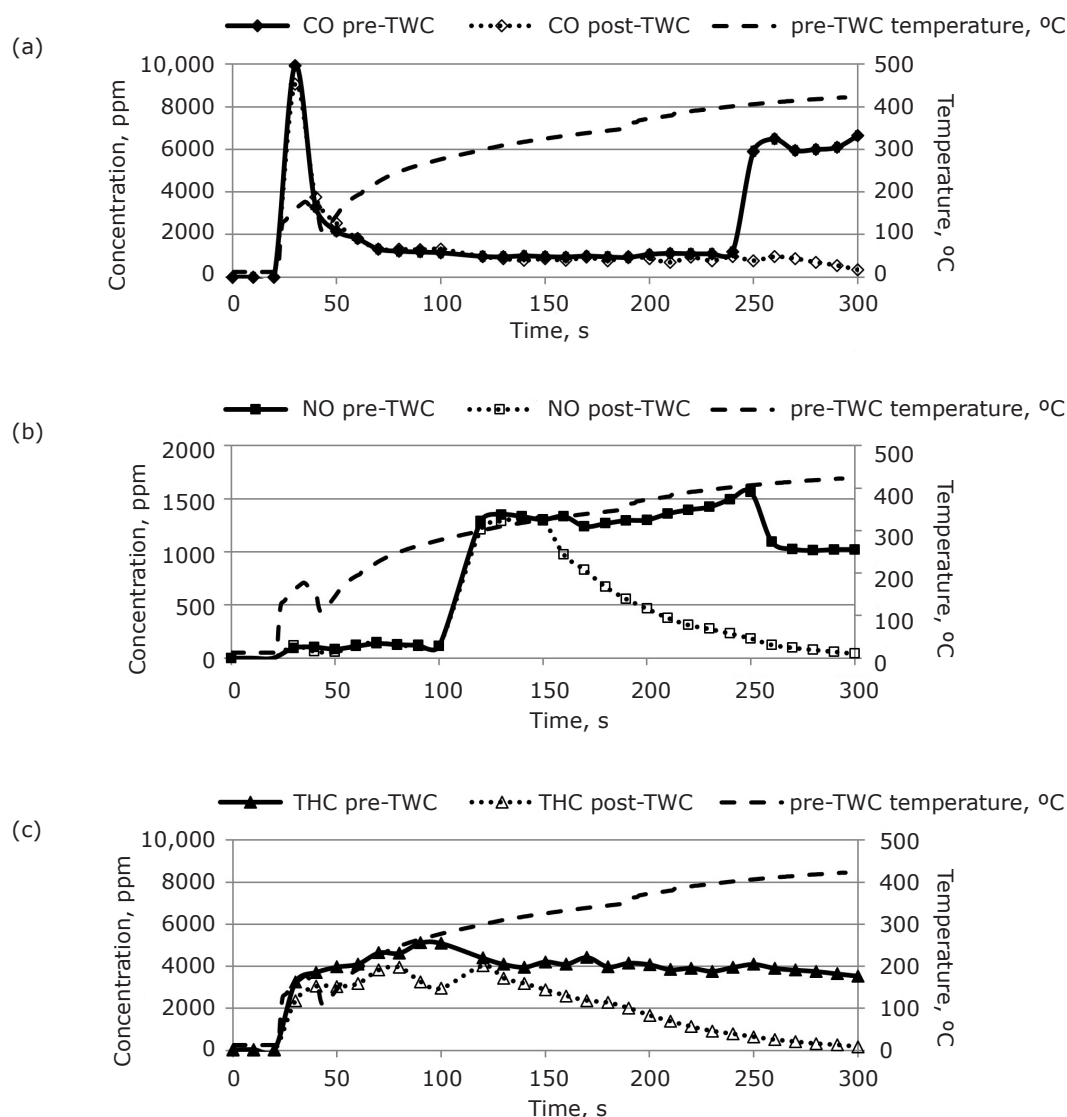 (a)
CO pre-TWC CO post-TWC pre-TWC temperature, ºC
Concentration, ppm
10,000
8000
6000
4000
2000
0
500
400
300
200
100
0
Temperature, ºC
0 50 100 150 200 250 300
Time, s
(b)
NO pre-TWC NO post-TWC pre-TWC temperature, ºC
Concentration, ppm
2000
1500
1000
500
0
500
400
300
200
100
0
Temperature, ºC
0 50 100 150 200 250 300
Time, s
(c)
THC pre-TWC THC post-TWC pre-TWC temperature, ºC
Concentration, ppm
10,000
8000
6000
4000
2000
0
500
400
300
200
100
0
Temperature, ºC
0 50 100 150 200 250 300
Time, s